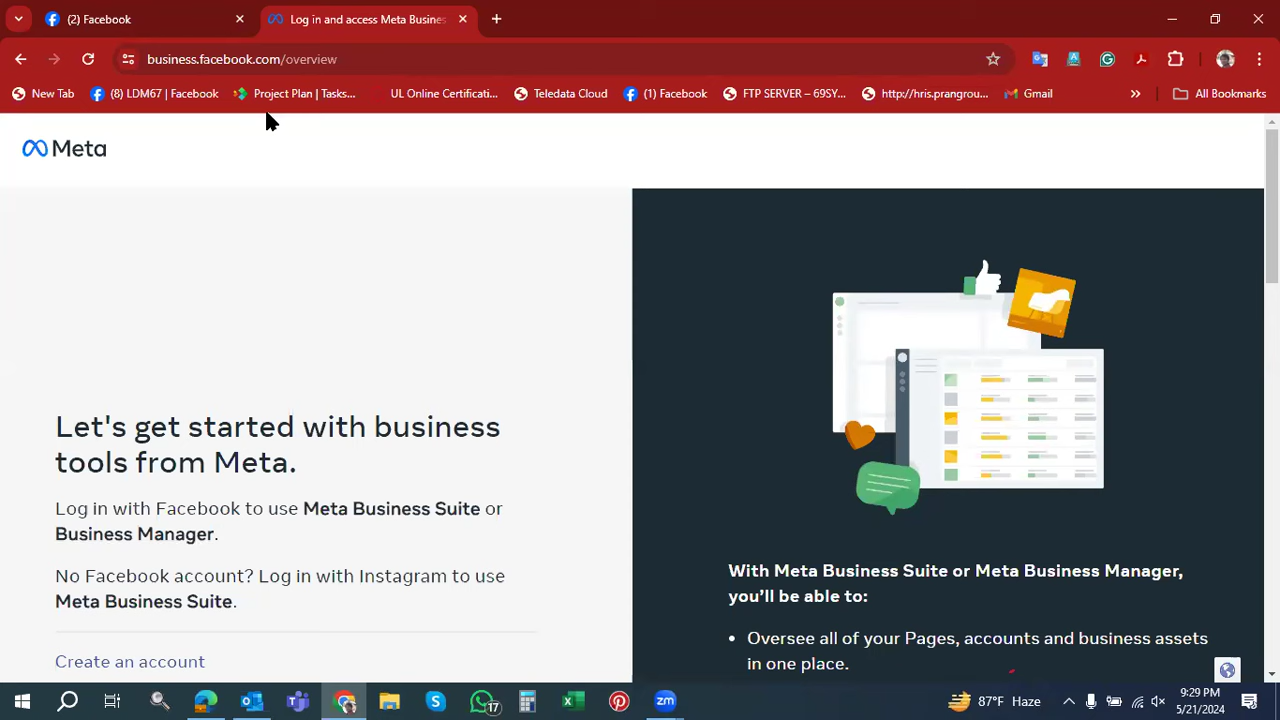 (2) Facebook
Log in and access Meta Busines
business.facebook.com/overview
New Tab
(8) LDM67 | Facebook
Project Plan | Tasks...
UL Online Certificati...
Teledata Cloud
(1) Facebook
FTP SERVER – 69SY...
http://hris.prangroup...
Gmail
»
All Bookmarks
Meta
Let's get started with business
tools from Meta.
Log in with Facebook to use Meta Business Suite or
Business Manager.
No Facebook account? Log in with Instagram to use
Meta Business Suite.
Create an account
With Meta Business Suite or Meta Business Manager,
you'll be able to:
• Oversee all of your Pages, accounts and business assets
in one place.
17
zm
87°F Haze
9:29 PM
5/21/2024